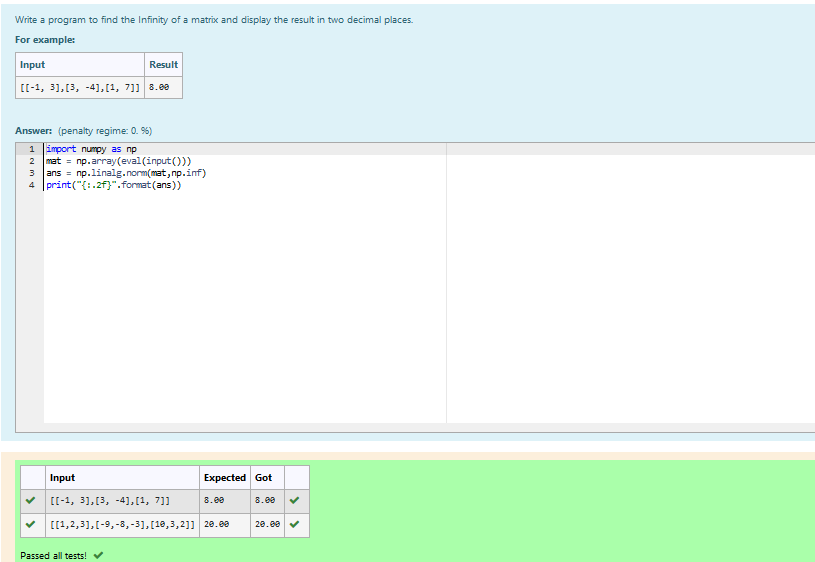 Write a program to find the Infinity of a matrix and display the result in two decimal places.
For example:
Input Result
[[-1, 3],[3, -4],[1, 7]] 8.00
Answer: (penalty regime: 0. %)
1 import numpy as np
2 mat = np.array(eval(input()))
3 ans = np.linalg.norm(mat,np.inf)
4 print("{:.2f}".format(ans))
Input Expected Got
[[-1, 3],[3, -4],[1, 7]] 8.00 8.00
[[1,2,3],[-9,-8,-3],[10,3,2]] 20.00 20.00
Passed all tests!